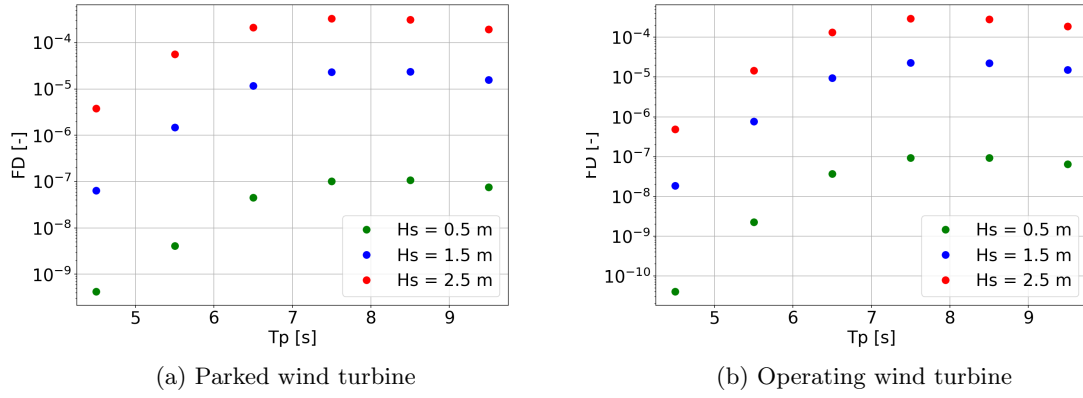 10⁻⁴
10⁻⁵
10⁻⁶
10⁻⁷
10⁻⁸
10⁻⁹
FD [-]
Hs = 0.5 m
Hs = 1.5 m
Hs = 2.5 m
5 6 7 8 9
Tp [s]
(a) Parked wind turbine
10⁻⁴
10⁻⁵
10⁻⁶
10⁻⁷
10⁻⁸
10⁻⁹
10⁻¹⁰
FD [-]
Hs = 0.5 m
Hs = 1.5 m
Hs = 2.5 m
5 6 7 8 9
Tp [s]
(b) Operating wind turbine